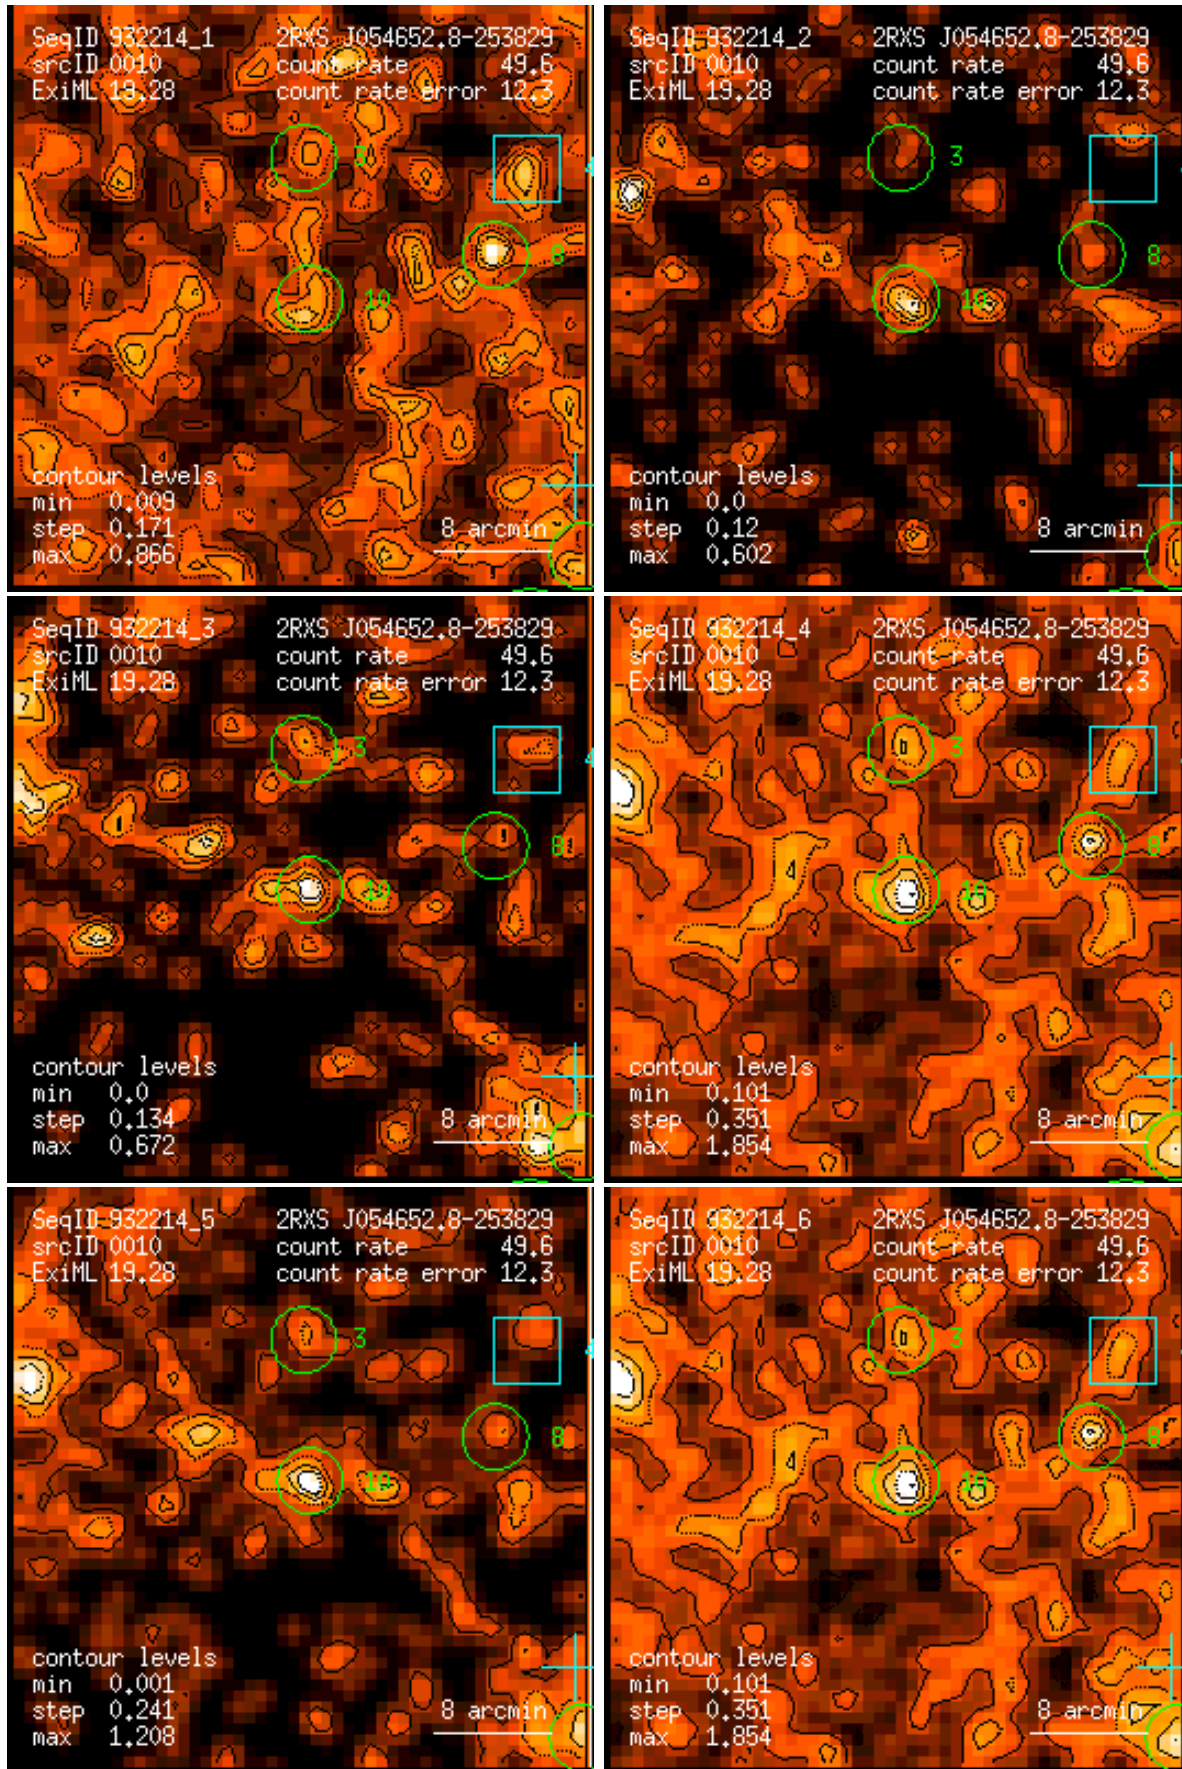 SeqID 932214_1 2RXS J054652.8-253829
srcID 0010 count rate 49.6
ExiML 19.28 count rate error 12.3
3
4
8
10
contour levels
min 0.009
step 0.171 8 arcmin
max 0.866
SeqID 932214_2 2RXS J054652.8-253829
srcID 0010 count rate 49.6
ExiML 19.28 count rate error 12.3
3
8
10
contour levels
min 0.0
step 0.12 8 arcmin
max 0.602
SeqID 932214_3 2RXS J054652.8-253829
srcID 0010 count rate 49.6
ExiML 19.28 count rate error 12.3
3
4
8
10
contour levels
min 0.0
step 0.134 8 arcmin
max 0.672
SeqID 932214_4 2RXS J054652.8-253829
srcID 0010 count rate 49.6
ExiML 19.28 count rate error 12.3
3
8
10
contour levels
min 0.101
step 0.351 8 arcmin
max 1.854
SeqID 932214_5 2RXS J054652.8-253829
srcID 0010 count rate 49.6
ExiML 19.28 count rate error 12.3
3
4
8
10
contour levels
min 0.001
step 0.241 8 arcmin
max 1.208
SeqID 932214_6 2RXS J054652.8-253829
srcID 0010 count rate 49.6
ExiML 19.28 count rate error 12.3
3
8
10
contour levels
min 0.101
step 0.351 8 arcmin
max 1.854